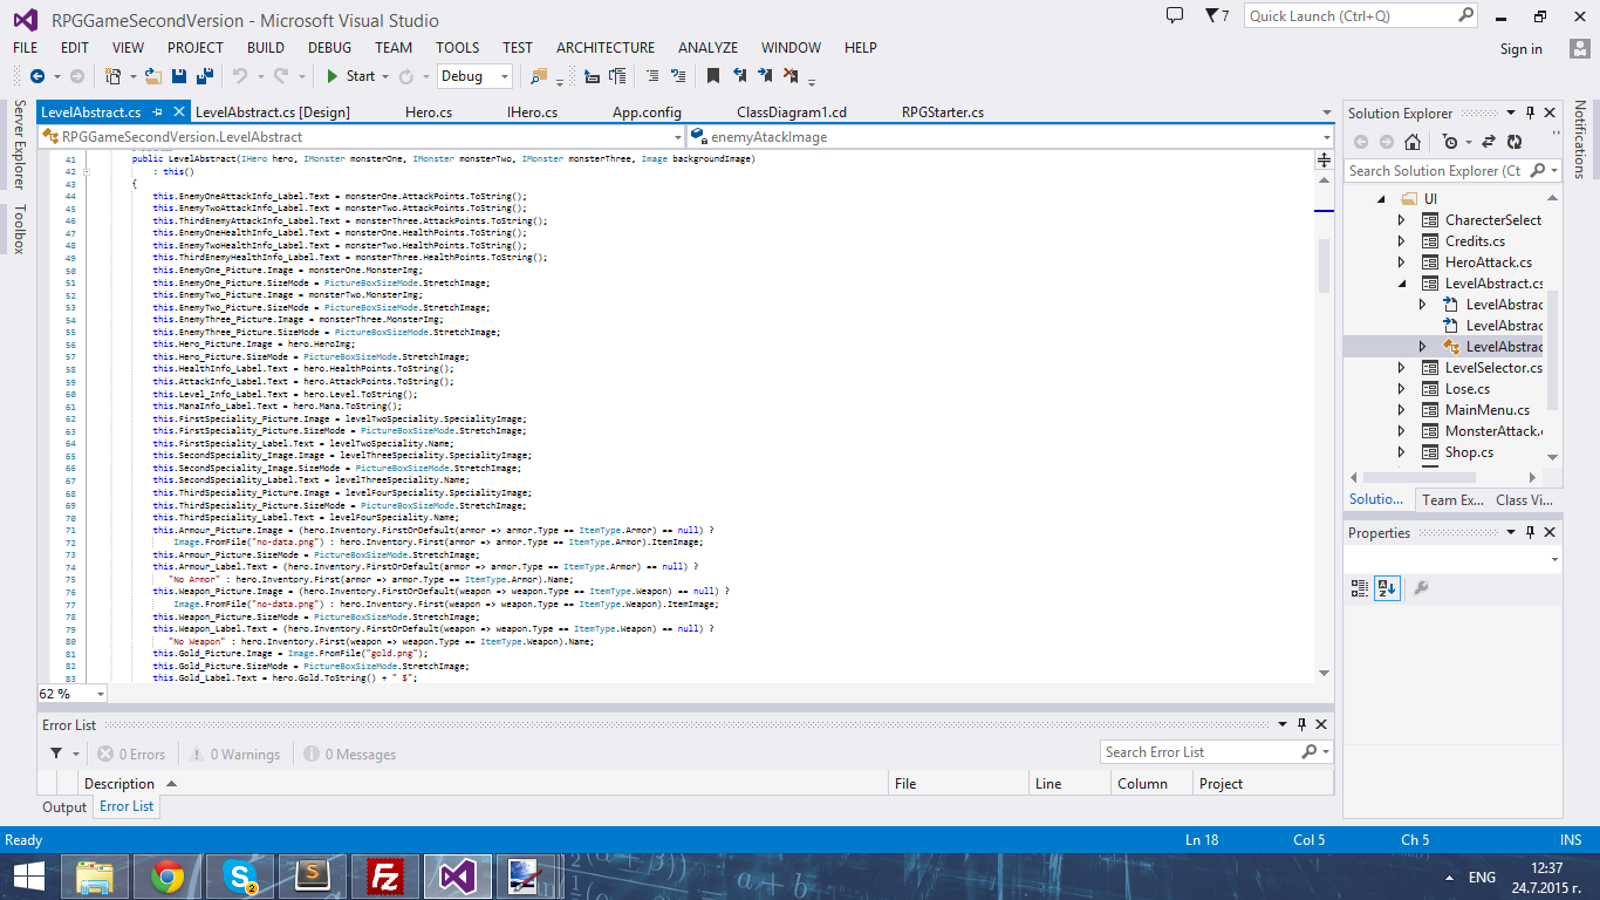 RPGGameSecondVersion - Microsoft Visual Studio
7
Quick Launch (Ctrl+Q)
FILE EDIT VIEW PROJECT BUILD DEBUG TEAM TOOLS TEST ARCHITECTURE ANALYZE WINDOW HELP
Sign in
Start Debug
Server Explorer
Toolbox
LevelAbstract.cs LevelAbstract.cs [Design] Hero.cs IHero.cs App.config ClassDiagram1.cd RPGStarter.cs
RPGGameSecondVersion.LevelAbstract enemyAtackImage
41 public LevelAbstract(IHero hero, IMonster monsterOne, IMonster monsterTwo, IMonster monsterThree, Image backgroundImage)
42 : this()
43 {
44 this.EnemyOneAttackInfo_Label.Text = monsterOne.AttackPoints.ToString();
45 this.EnemyTwoAttackInfo_Label.Text = monsterTwo.AttackPoints.ToString();
46 this.ThirdEnemyAttackInfo_Label.Text = monsterThree.AttackPoints.ToString();
47 this.EnemyOneHealthInfo_Label.Text = monsterOne.HealthPoints.ToString();
48 this.EnemyTwoHealthInfo_Label.Text = monsterTwo.HealthPoints.ToString();
49 this.ThirdEnemyHealthInfo_Label.Text = monsterThree.HealthPoints.ToString();
50 this.EnemyOne_Picture.Image = monsterOne.MonsterImg;
51 this.EnemyOne_Picture.SizeMode = PictureBoxSizeMode.StretchImage;
52 this.EnemyTwo_Picture.Image = monsterTwo.MonsterImg;
53 this.EnemyTwo_Picture.SizeMode = PictureBoxSizeMode.StretchImage;
54 this.EnemyThree_Picture.Image = monsterThree.MonsterImg;
55 this.EnemyThree_Picture.SizeMode = PictureBoxSizeMode.StretchImage;
56 this.Hero_Picture.Image = hero.HeroImg;
57 this.Hero_Picture.SizeMode = PictureBoxSizeMode.StretchImage;
58 this.HealthInfo_Label.Text = hero.HealthPoints.ToString();
59 this.AttackInfo_Label.Text = hero.AttackPoints.ToString();
60 this.Level_Info_Label.Text = hero.Level.ToString();
61 this.ManaInfo_Label.Text = hero.Mana.ToString();
62 this.FirstSpeciality_Picture.Image = levelTwoSpeciality.SpecialityImage;
63 this.FirstSpeciality_Picture.SizeMode = PictureBoxSizeMode.StretchImage;
64 this.FirstSpeciality_Label.Text = levelTwoSpeciality.Name;
65 this.SecondSpeciality_Image.Image = levelThreeSpeciality.SpecialityImage;
66 this.SecondSpeciality_Image.SizeMode = PictureBoxSizeMode.StretchImage;
67 this.SecondSpeciality_Label.Text = levelThreeSpeciality.Name;
68 this.ThirdSpeciality_Picture.Image = levelFourSpeciality.SpecialityImage;
69 this.ThirdSpeciality_Picture.SizeMode = PictureBoxSizeMode.StretchImage;
70 this.ThirdSpeciality_Label.Text = levelFourSpeciality.Name;
71 this.Armour_Picture.Image = (hero.Inventory.FirstOrDefault(armor => armor.Type == ItemType.Armor) == null) ?
72 Image.FromFile("no-data.png") : hero.Inventory.First(armor => armor.Type == ItemType.Armor).ItemImage;
73 this.Armour_Picture.SizeMode = PictureBoxSizeMode.StretchImage;
74 this.Armour_Label.Text = (hero.Inventory.FirstOrDefault(armor => armor.Type == ItemType.Armor) == null) ?
75 "No Armor" : hero.Inventory.First(armor => armor.Type == ItemType.Armor).Name;
76 this.Weapon_Picture.Image = (hero.Inventory.FirstOrDefault(weapon => weapon.Type == ItemType.Weapon) == null) ?
77 Image.FromFile("no-data.png") : hero.Inventory.First(weapon => weapon.Type == ItemType.Weapon).ItemImage;
78 this.Weapon_Picture.SizeMode = PictureBoxSizeMode.StretchImage;
79 this.Weapon_Label.Text = (hero.Inventory.FirstOrDefault(weapon => weapon.Type == ItemType.Weapon) == null) ?
80 "No Weapon" : hero.Inventory.First(weapon => weapon.Type == ItemType.Weapon).Name;
81 this.Gold_Picture.Image = Image.FromFile("gold.png");
82 this.Gold_Picture.SizeMode = PictureBoxSizeMode.StretchImage;
83 this.Gold_Label.Text = hero.Gold.ToString() + " $";
62 %
Solution Explorer
Search Solution Explorer (Ct
UI
CharecterSelect
Credits.cs
HeroAttack.cs
LevelAbstract.cs
LevelAbstrac
LevelAbstrac
LevelAbstrac
LevelSelector.cs
Lose.cs
MainMenu.cs
MonsterAttack.
Shop.cs
Solutio... Team Ex... Class Vi...
Properties
Notifications
Error List
0 Errors 0 Warnings 0 Messages
Search Error List
Description File Line Column Project
Output Error List
Ready Ln 18 Col 5 Ch 5 INS
2
ENG
12:37
24.7.2015 г.